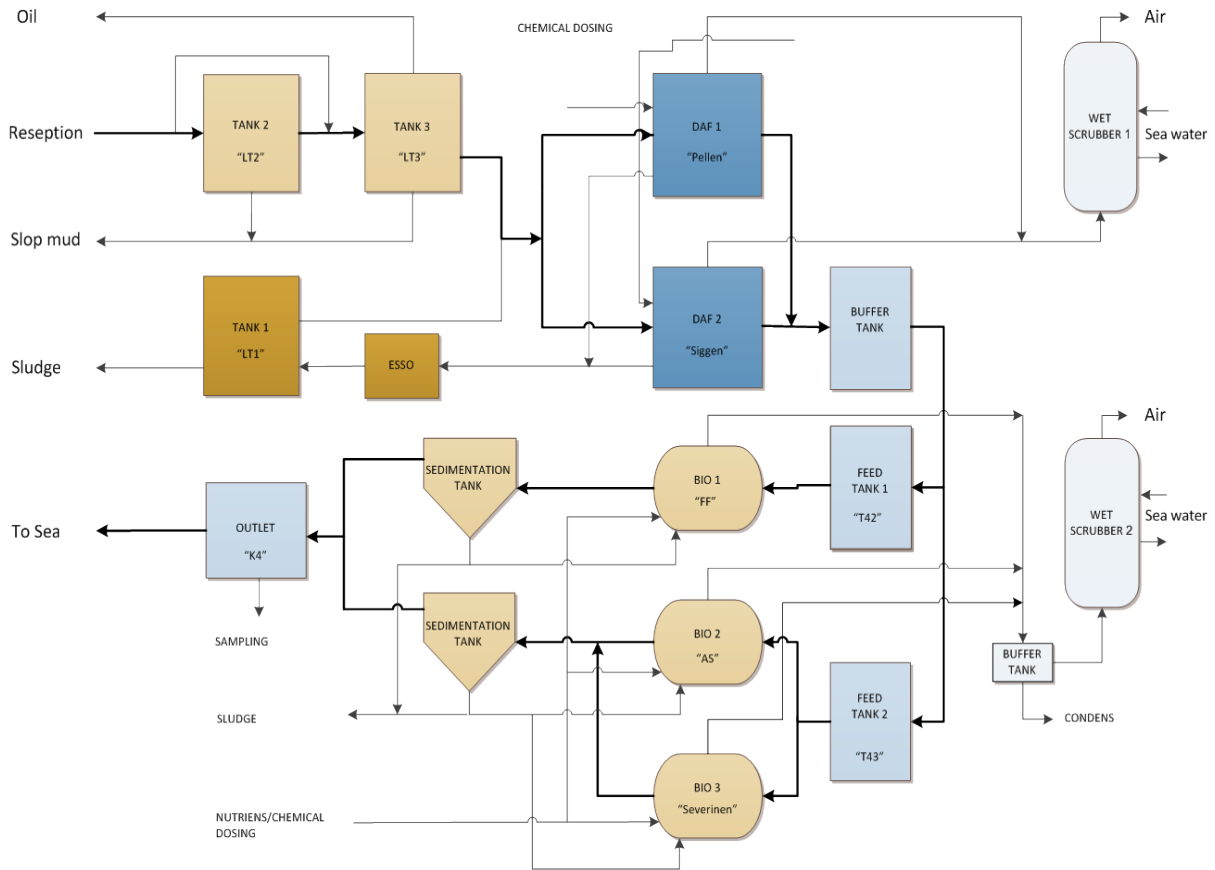 Oil
CHEMICAL DOSING
Air
TANK 2
"LT2"
TANK 3
"LT3"
DAF 1
"Pellen"
WET
SCRUBBER 1
Sea water
Reseption
Slop mud
TANK 1
"LT1"
ESSO
DAF 2
"Siggen"
BUFFER
TANK
Sludge
Air
SEDIMENTATION
TANK
BIO 1
"FF"
FEED
TANK 1
"T42"
WET
SCRUBBER 2
Sea water
To Sea
OUTLET
"K4"
SEDIMENTATION
TANK
BIO 2
"AS"
SAMPLING
BUFFER
TANK
FEED
TANK 2
"T43"
SLUDGE
CONDENS
BIO 3
"Severinen"
NUTRIENS/CHEMICAL
DOSING